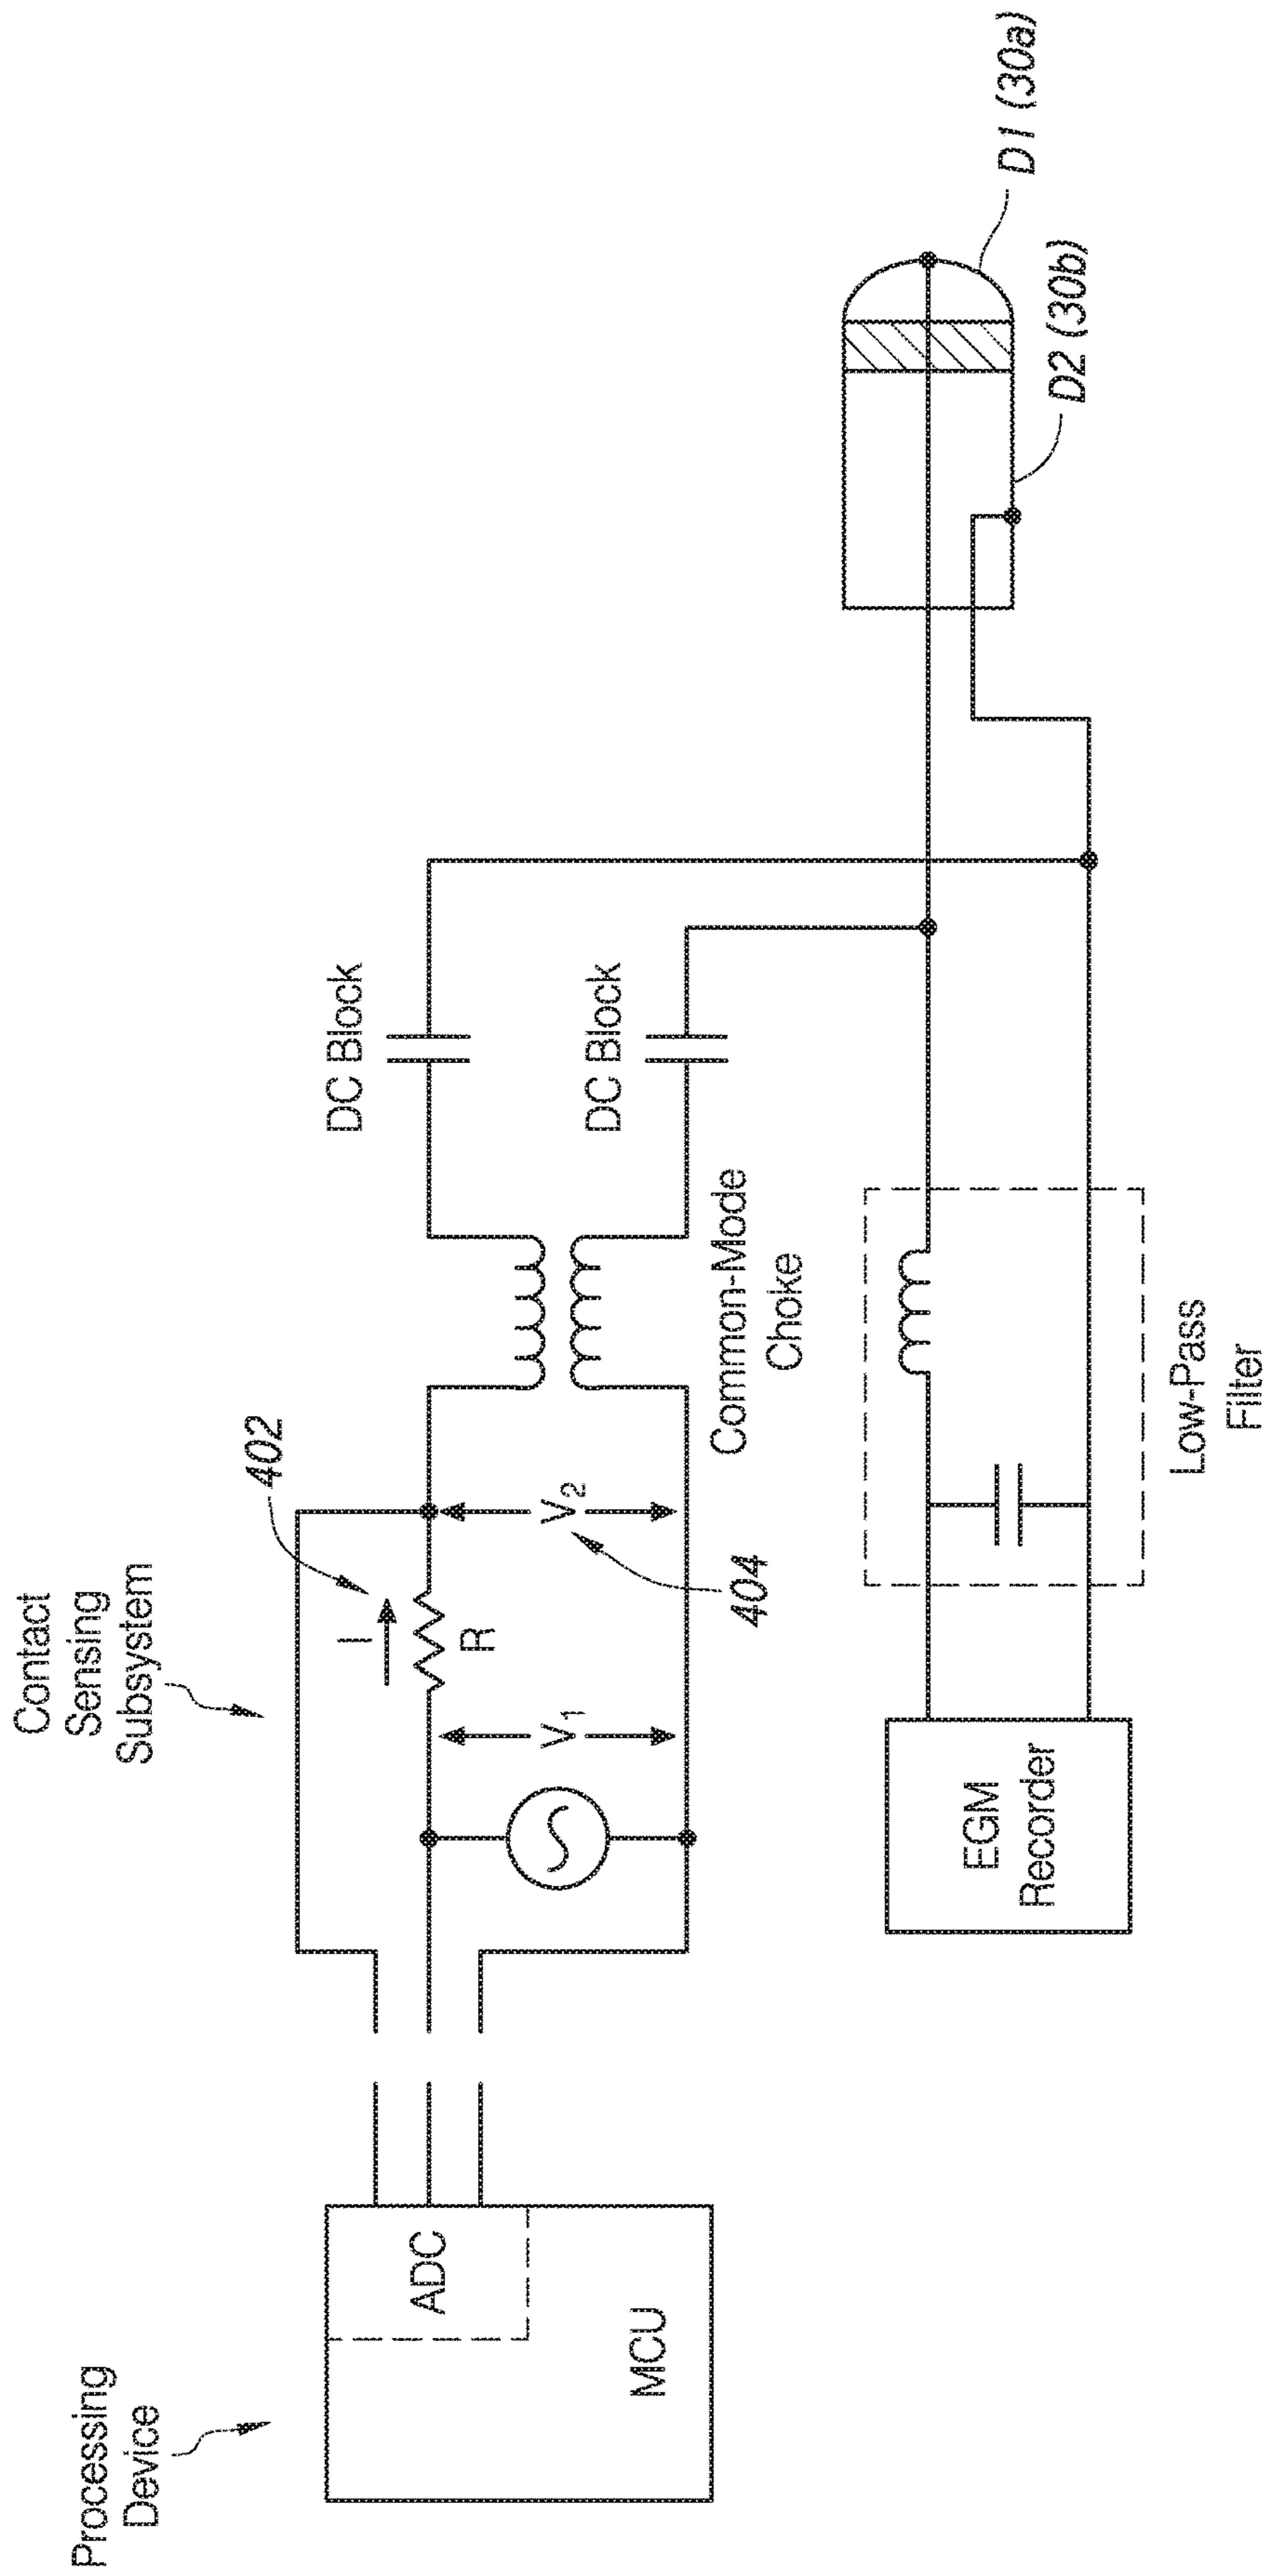 Processing
Device
ADC
MCU
Contact
Sensing
Subsystem
402
I
R
V1
V2
404
Common-Mode
Choke
DC Block
DC Block
EGM
Recorder
Low-Pass
Filter
D2 (30b)
D1 (30a)